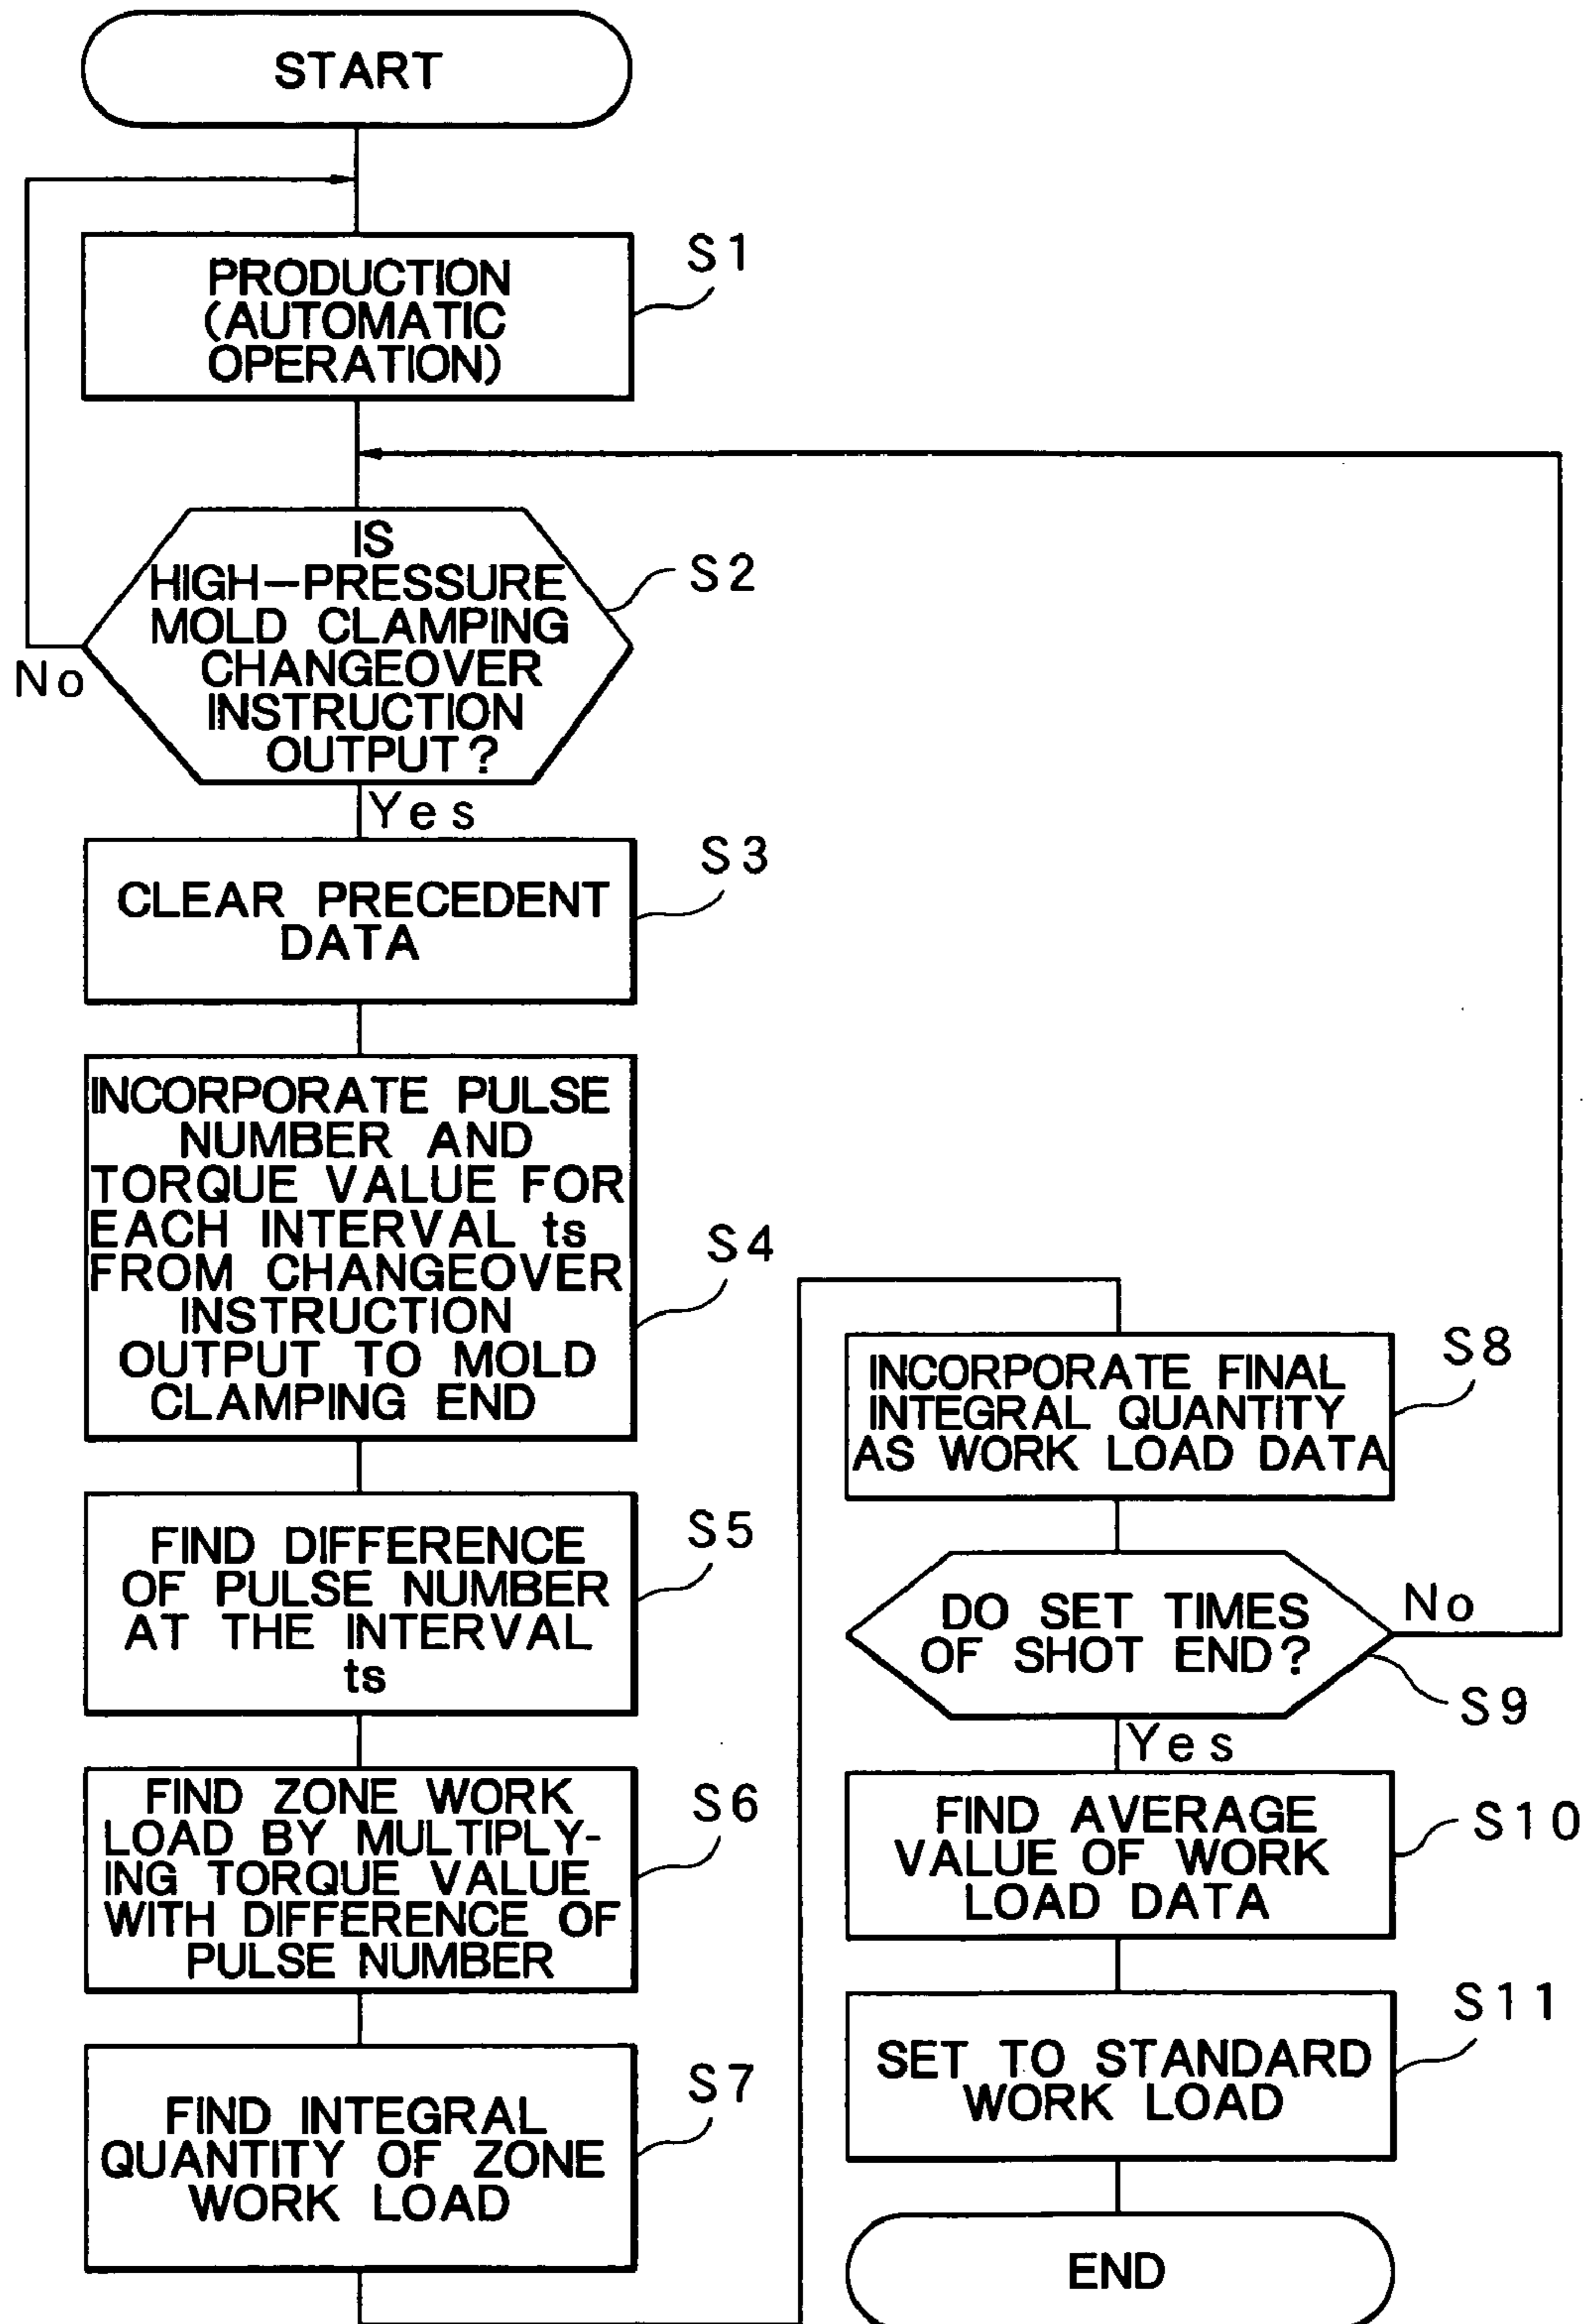 START
S1
PRODUCTION
(AUTOMATIC
OPERATION)
IS
HIGH-PRESSURE
MOLD CLAMPING
CHANGEOVER
INSTRUCTION
OUTPUT?
S2
No
Yes
S3
CLEAR PRECEDENT
DATA
INCORPORATE PULSE
NUMBER AND
TORQUE VALUE FOR
EACH INTERVAL ts
FROM CHANGEOVER
INSTRUCTION
OUTPUT TO MOLD
CLAMPING END
S4
FIND DIFFERENCE
OF PULSE NUMBER
AT THE INTERVAL
ts
S5
FIND ZONE WORK
LOAD BY MULTIPLY-
ING TORQUE VALUE
WITH DIFFERENCE OF
PULSE NUMBER
S6
FIND INTEGRAL
QUANTITY OF ZONE
WORK LOAD
S7
INCORPORATE FINAL
INTEGRAL QUANTITY
AS WORK LOAD DATA
S8
DO SET TIMES
OF SHOT END?
No
S9
Yes
FIND AVERAGE
VALUE OF WORK
LOAD DATA
S10
SET TO STANDARD
WORK LOAD
S11
END